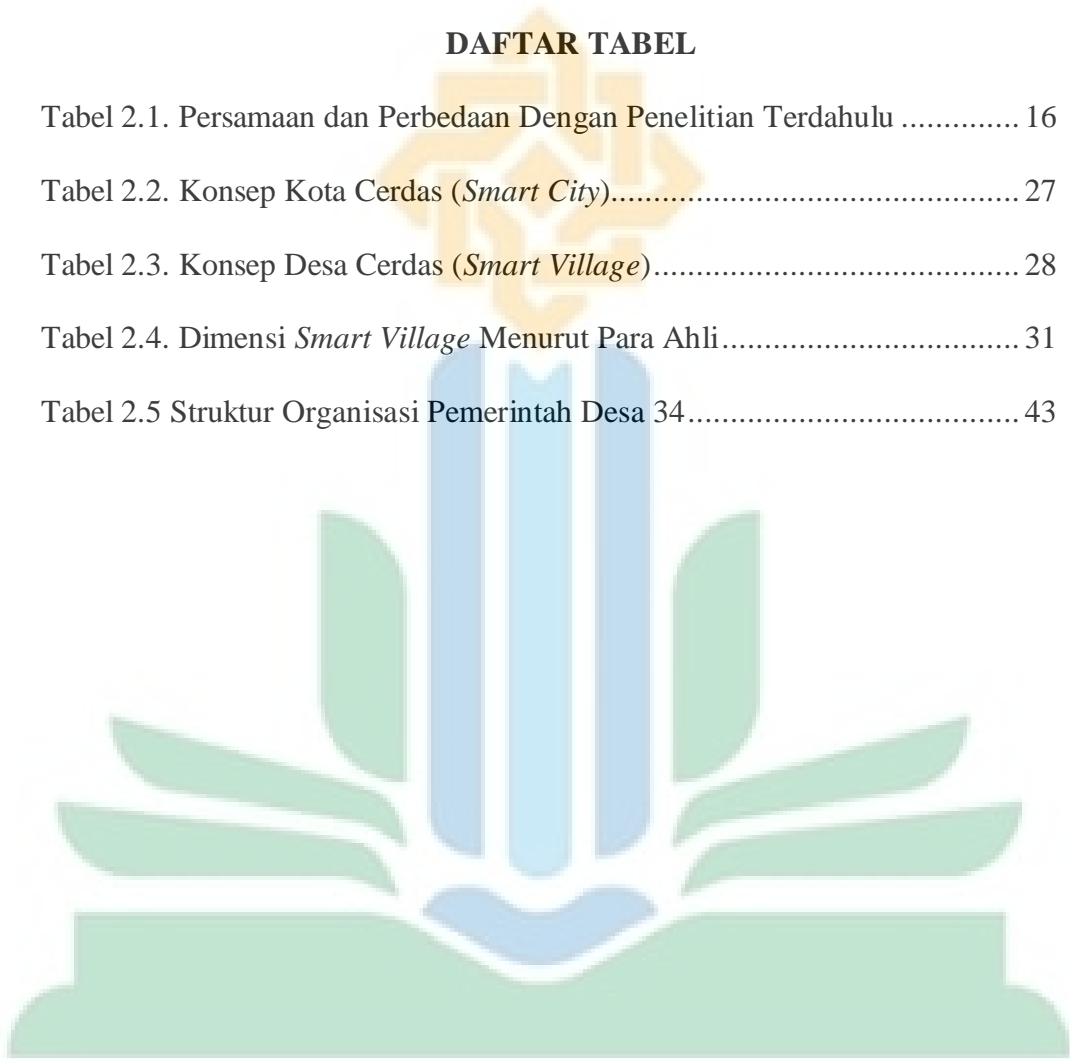 DAFTAR TABEL
Tabel 2.1. Persamaan dan Perbedaan Dengan Penelitian Terdahulu .............. 16
Tabel 2.2. Konsep Kota Cerdas (Smart City)................................................ 27
Tabel 2.3. Konsep Desa Cerdas (Smart Village)........................................... 28
Tabel 2.4. Dimensi Smart Village Menurut Para Ahli................................... 31
Tabel 2.5 Struktur Organisasi Pemerintah Desa 34....................................... 43